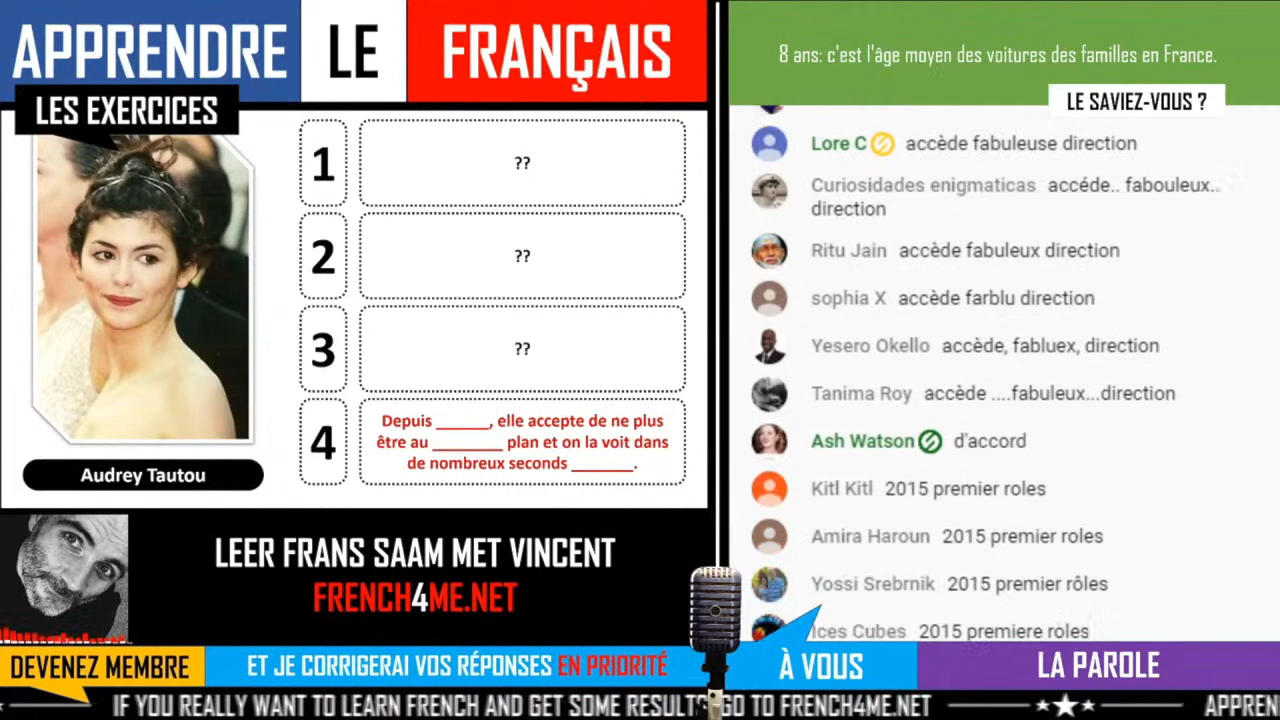 APPRENDRE LE FRANÇAIS
LES EXERCICES
1
??
2
??
3
??
4
Depuis ______, elle accepte de ne plus
être au ________ plan et on la voit dans
de nombreux seconds _______.
Audrey Tautou
LEER FRANS SAAM MET VINCENT
FRENCH4ME.NET
DEVENEZ MEMBRE
ET JE CORRIGERAI VOS RÉPONSES EN PRIORITÉ
8 ans: c'est l'âge moyen des voitures des familles en France.
LE SAVIEZ-VOUS ?
Lore C accède fabuleuse direction
Curiosidades enigmaticas accéde.. fabouleux..
direction
Ritu Jain accède fabuleux direction
sophia X accède farblu direction
Yesero Okello accède, fabluex, direction
Tanima Roy accède ....fabuleux...direction
Ash Watson d'accord
Kitl Kitl 2015 premier roles
Amira Haroun 2015 premier roles
Yossi Srebrnik 2015 premier rôles
Ices Cubes 2015 premiere roles
À VOUS
LA PAROLE
IF YOU REALLY WANT TO LEARN FRENCH AND GET SOME RESULTS GO TO FRENCH4ME.NET
APPREN